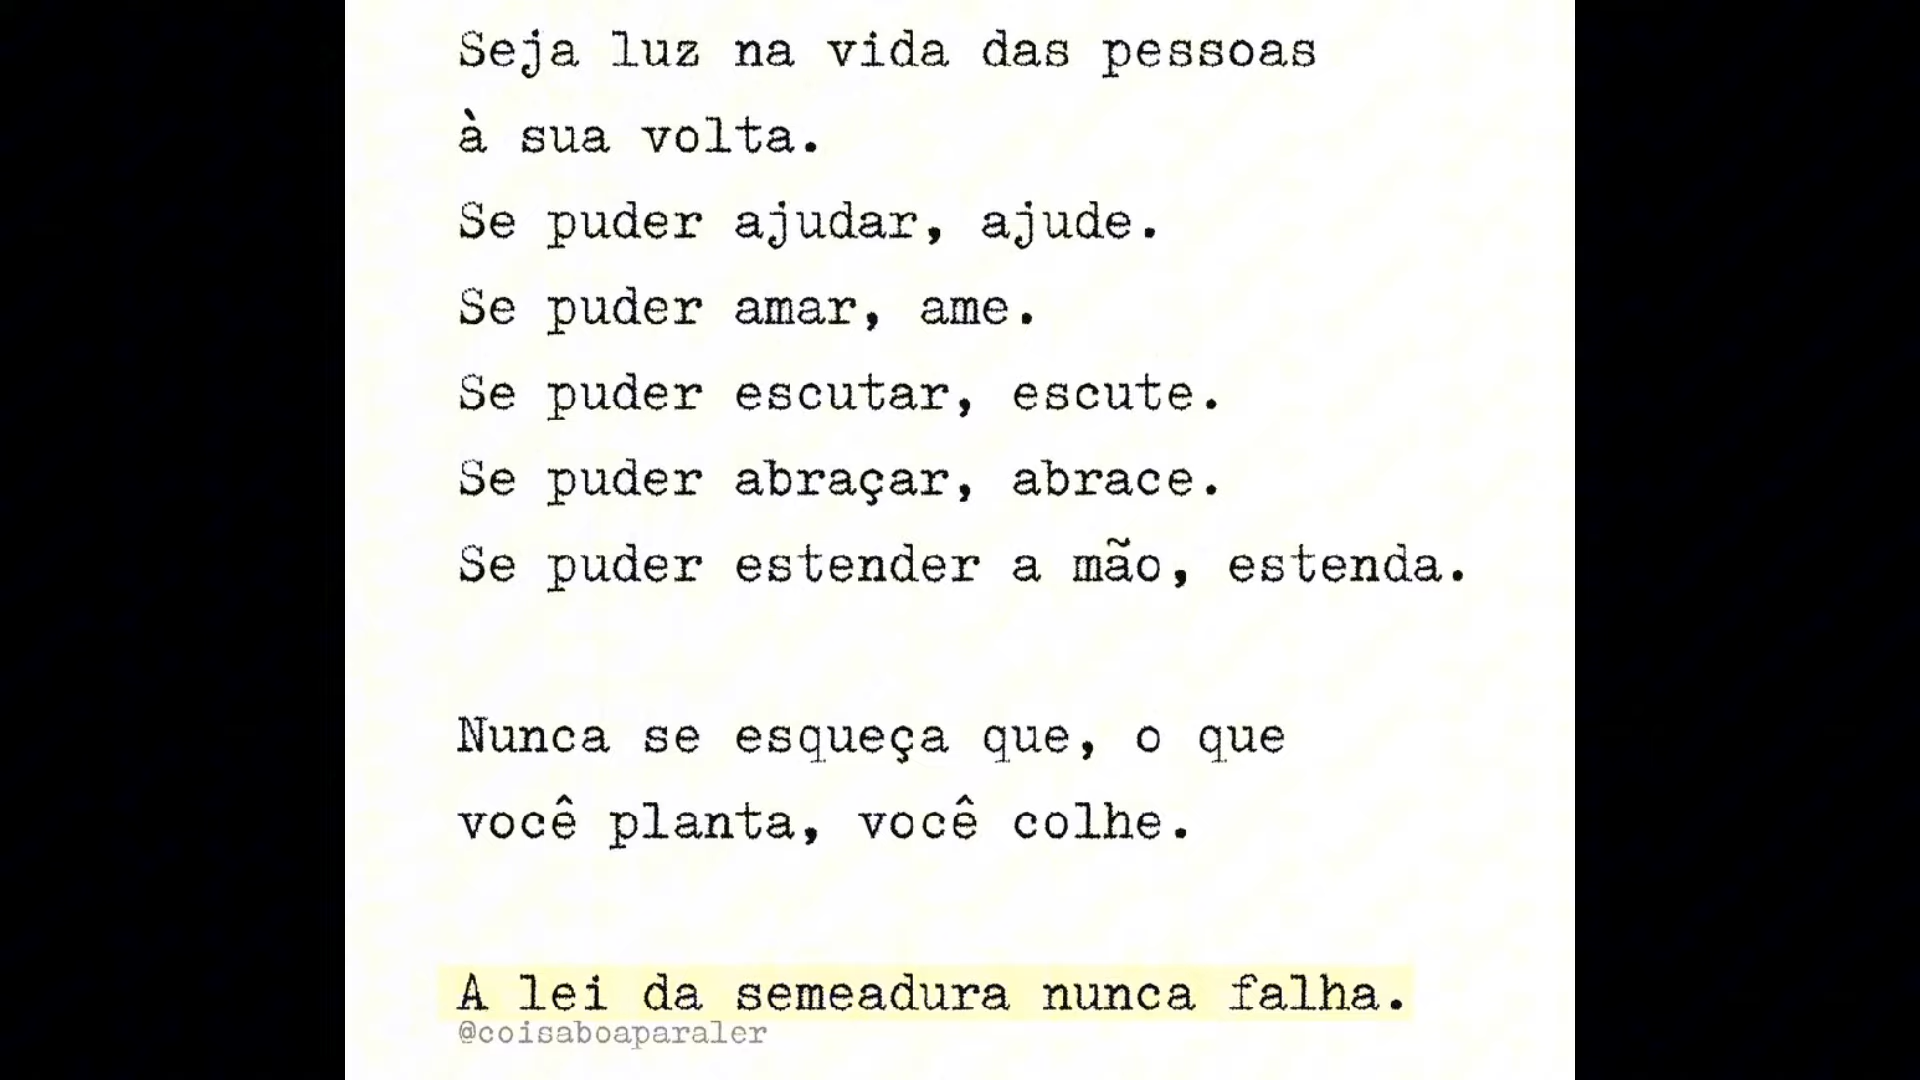 Seja luz na vida das pessoas
à sua volta.
Se puder ajudar, ajude.
Se puder amar, ame.
Se puder escutar, escute.
Se puder abraçar, abrace.
Se puder estender a mão, estenda.
Nunca se esqueça que, o que
você planta, você colhe.
A lei da semeadura nunca falha.
@coisaboaparaler